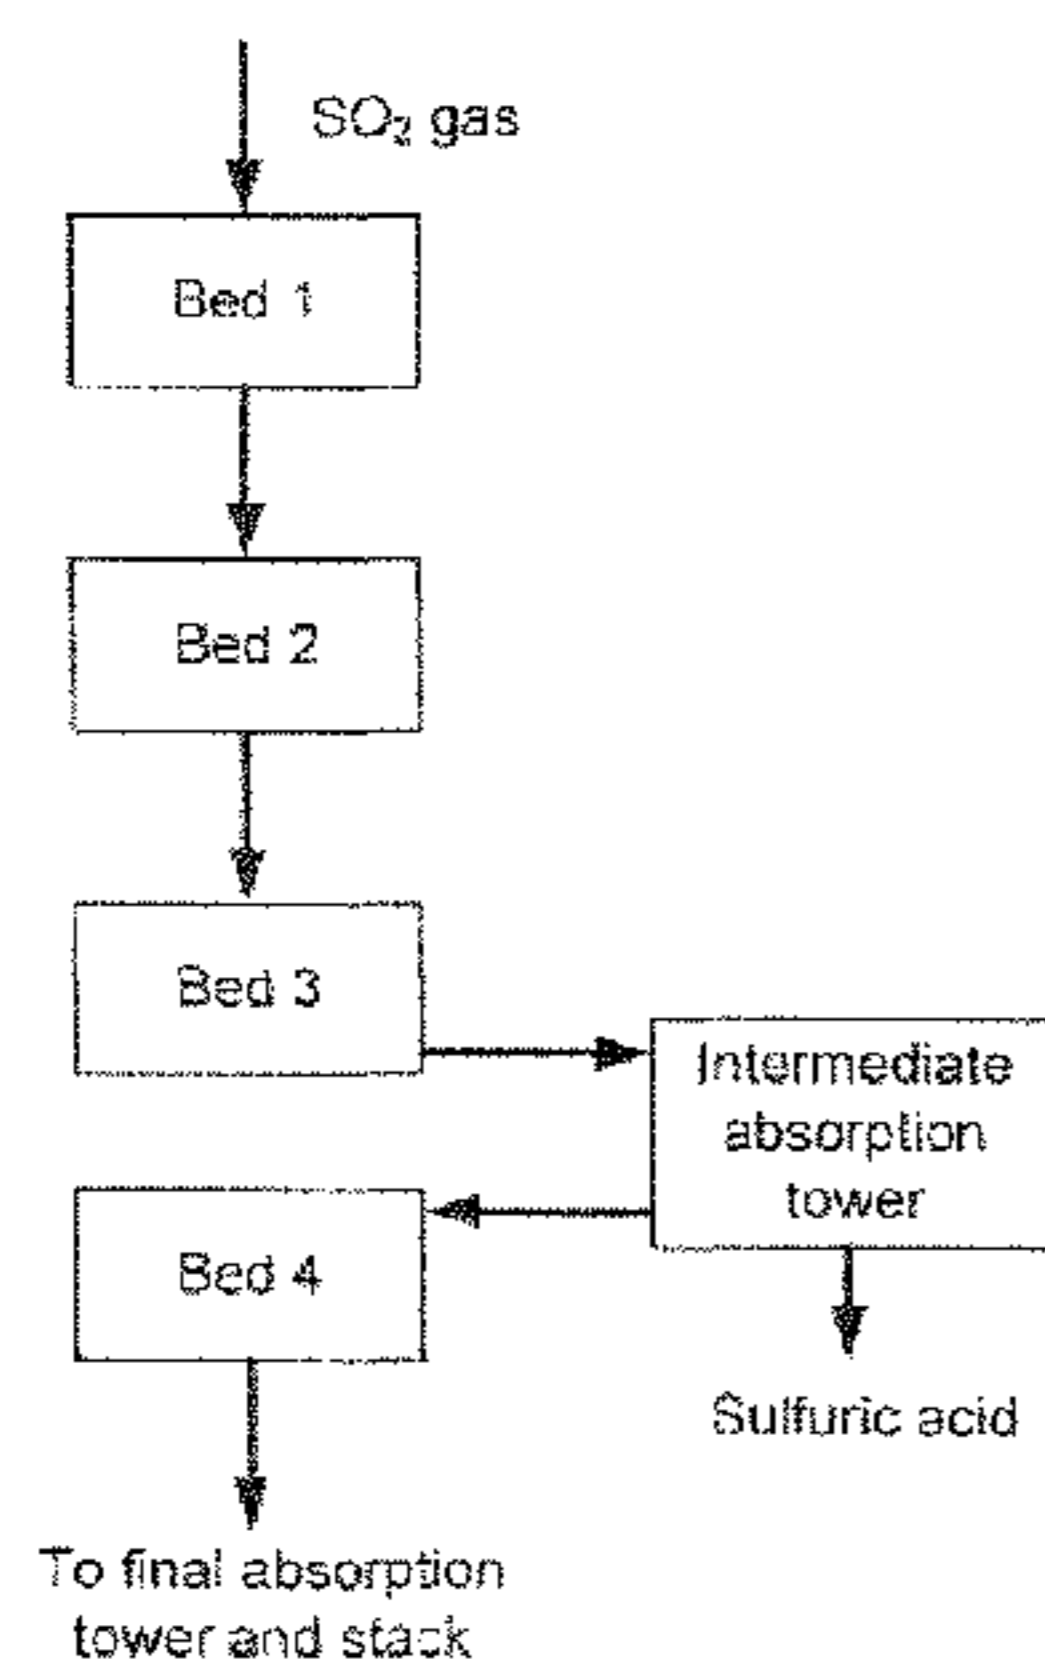 SO₂ gas
Bed 1
Bed 2
Bed 3
Intermediate
absorption
tower
Bed 4
Sulfuric acid
To final absorption
tower and stack